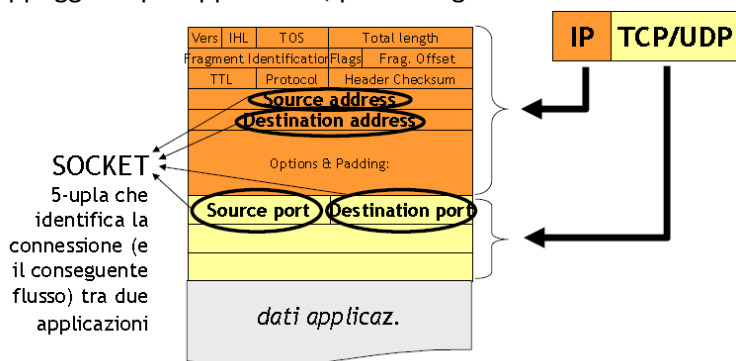 IP TCP/UDP
Vers IHL TOS Total length
Fragment Identification Flags Frag. Offset
TTL Protocol Header Checksum
Source address
Destination address
Options & Padding:
Source port Destination port
SOCKET
5-upla che
identifica la
connessione (e
il conseguente
flusso) tra due
applicazioni
dati applicaz.